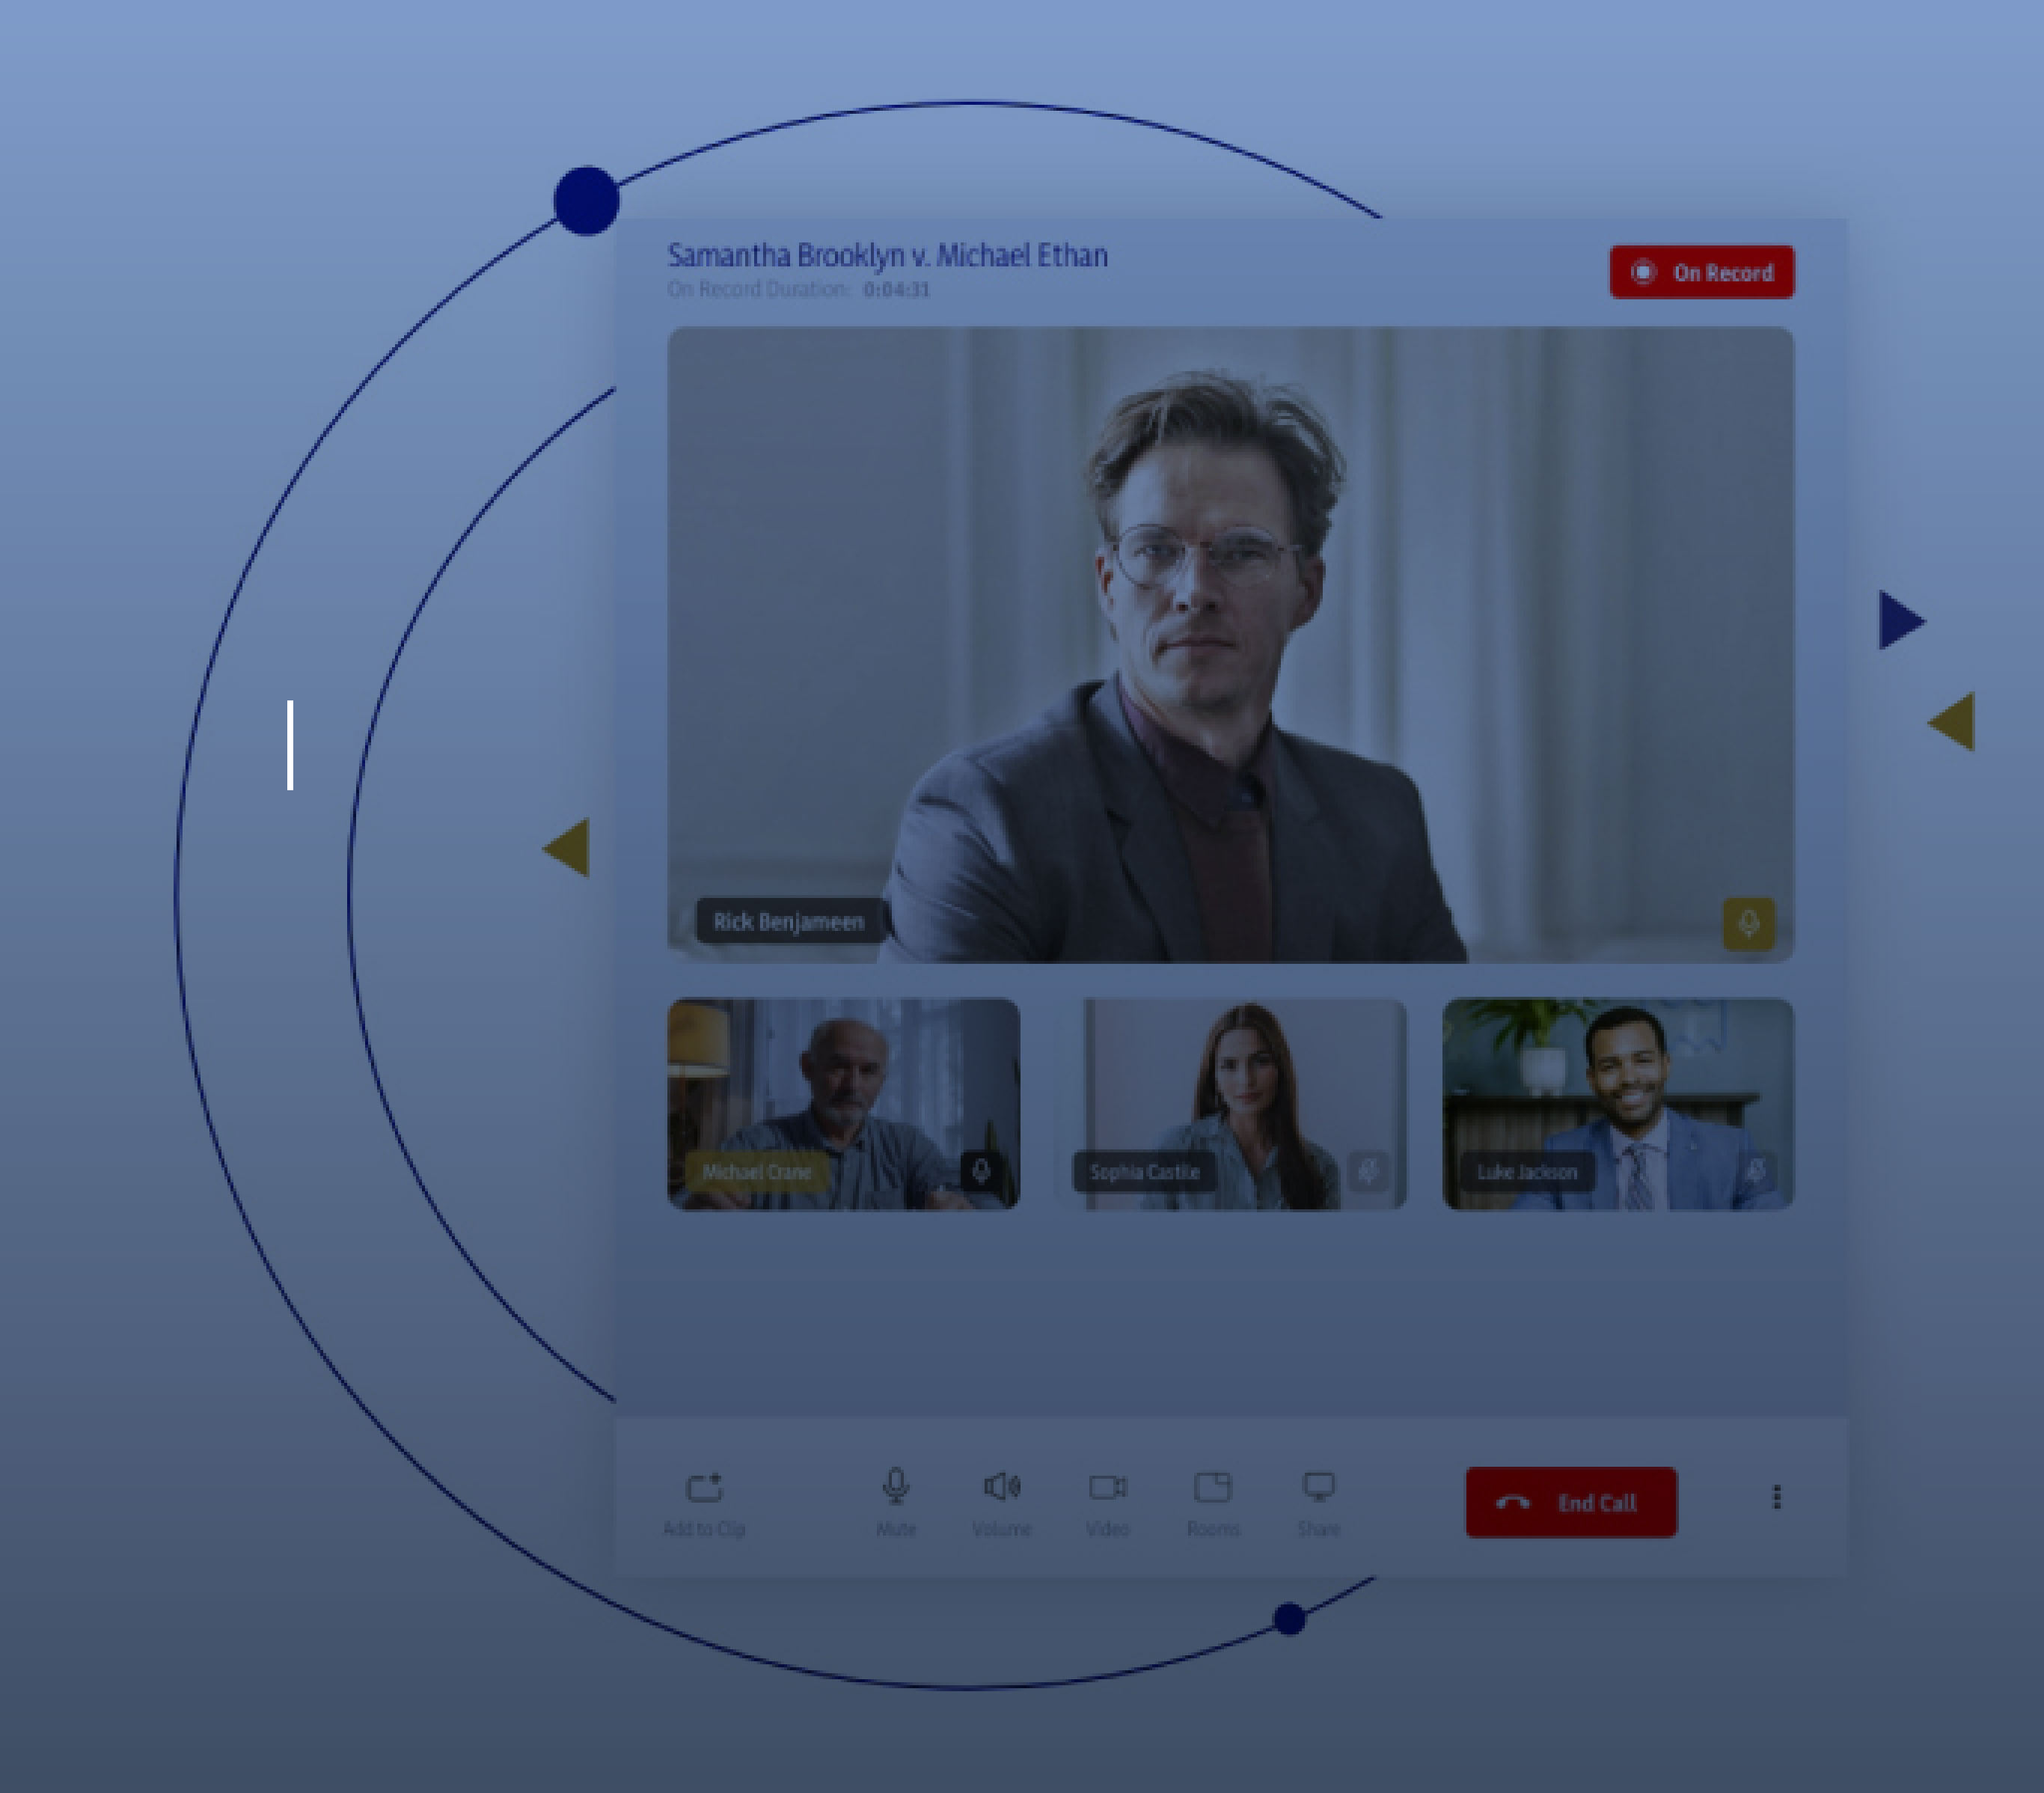 Samantha Brooklyn v. Michael Ethan
On Record Duration: 0:04:31
On Record
Rick Benjameen
Michael Crane
Sophia Castile
Luke Jackson
Add to Clip
Mute
Volume
Video
Rooms
Share
End Call